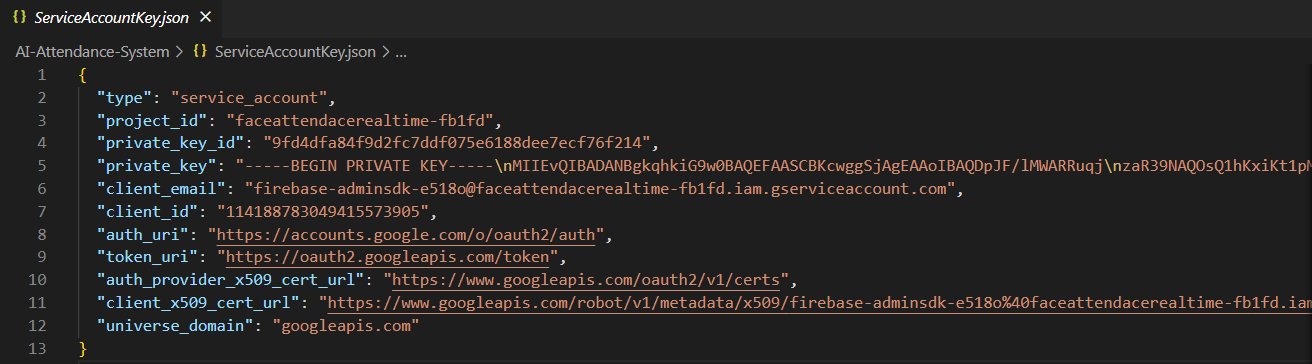 {} ServiceAccountKey.json ×
AI-Attendance-System > {} ServiceAccountKey.json > ...
1 {
2 "type": "service_account",
3 "project_id": "faceattendacerealtime-fb1fd",
4 "private_key_id": "9fd4dfa84f9d2fc7ddf075e6188dee7ecf76f214",
5 "private_key": "-----BEGIN PRIVATE KEY-----\nMIIEvQIBADANBgkqhkiG9w0BAQEFAASCBKcwggSjAgEAAoIBAQDpJF/lMWARRuqj\nzaR39NAQOsQ1hKxiKt1pM
6 "client_email": "firebase-adminsdk-e518o@faceattendacerealtime-fb1fd.iam.gserviceaccount.com",
7 "client_id": "114188783049415573905",
8 "auth_uri": "https://accounts.google.com/o/oauth2/auth",
9 "token_uri": "https://oauth2.googleapis.com/token",
10 "auth_provider_x509_cert_url": "https://www.googleapis.com/oauth2/v1/certs",
11 "client_x509_cert_url": "https://www.googleapis.com/robot/v1/metadata/x509/firebase-adminsdk-e518o%40faceattendacerealtime-fb1fd.iam
12 "universe_domain": "googleapis.com"
13 }